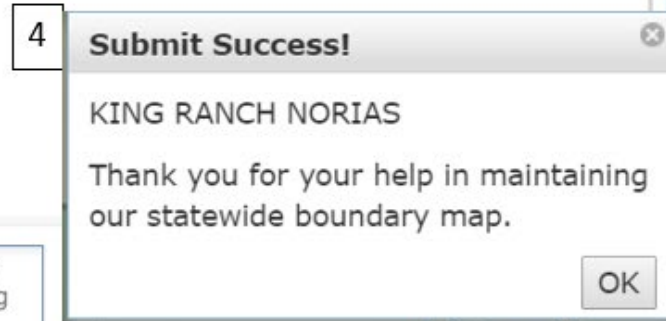 4
Submit Success!
KING RANCH NORIAS
Thank you for your help in maintaining
our statewide boundary map.
OK